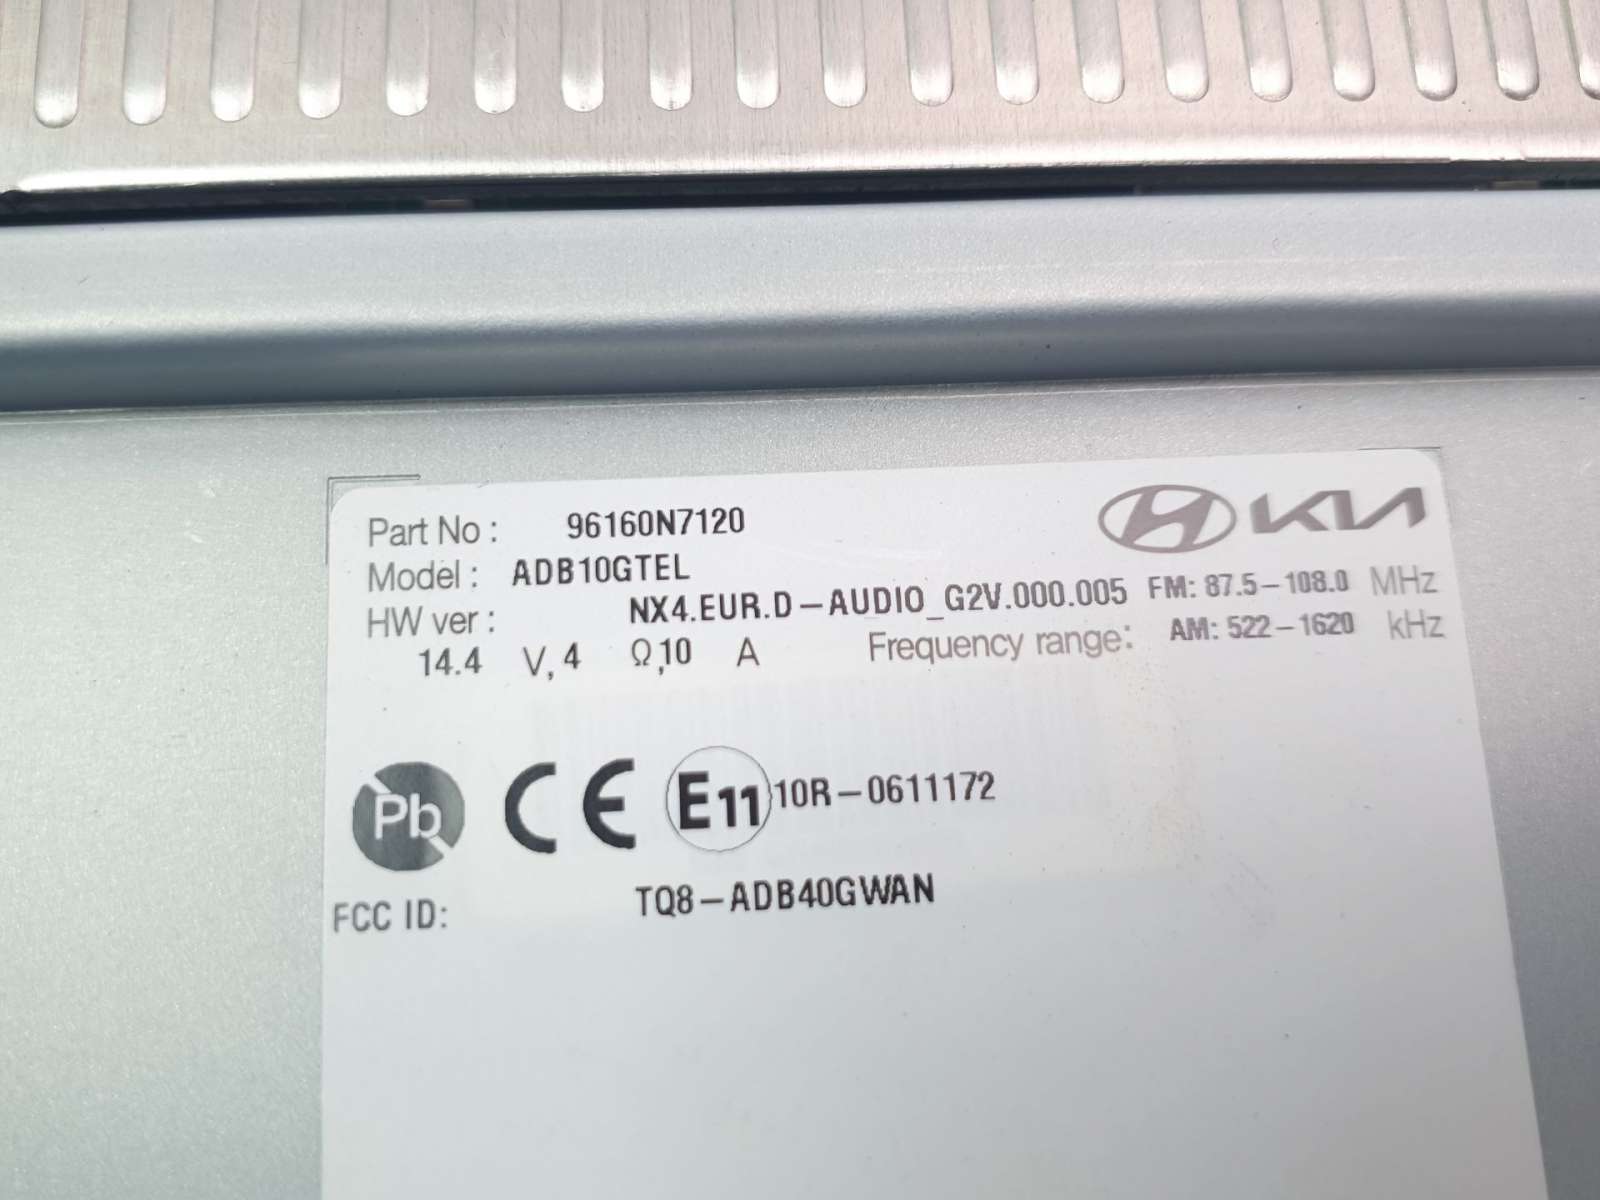 Part No : 96160N7120
KIA
Model : ADB10GTEL
HW ver : NX4.EUR.D-AUDIO_G2V.000.005 FM: 87.5-108.0 MHz
14.4 V, 4 Ω,10 A Frequency range: AM: 522-1620 kHz
Pb CE E11 10R-0611172
FCC ID: TQ8-ADB40GWAN